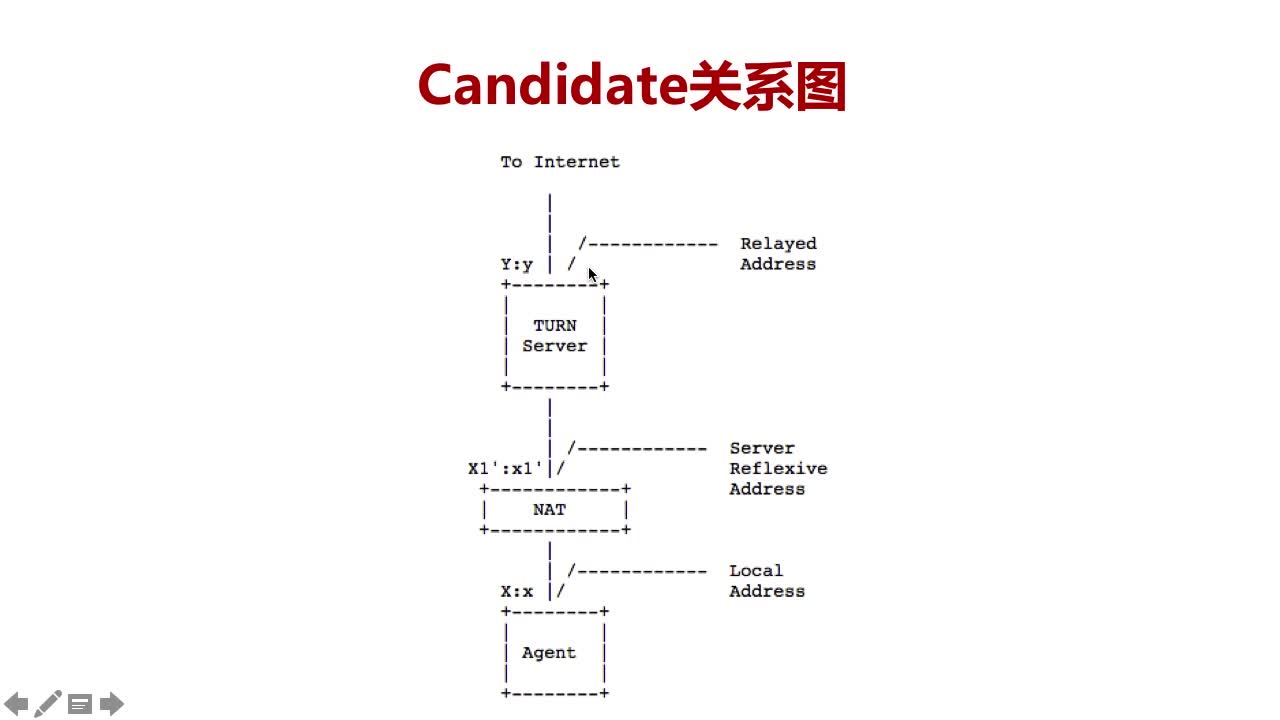 Candidate关系图
To Internet
|
|
| /------------ Relayed
Y:y | / Address
+--------+
| |
| TURN |
| Server |
| |
+--------+
|
|
| /------------ Server
X1':x1'|/ Reflexive
+------------+ Address
| NAT |
+------------+
|
| /------------ Local
X:x |/ Address
+--------+
| |
| Agent |
| |
+--------+